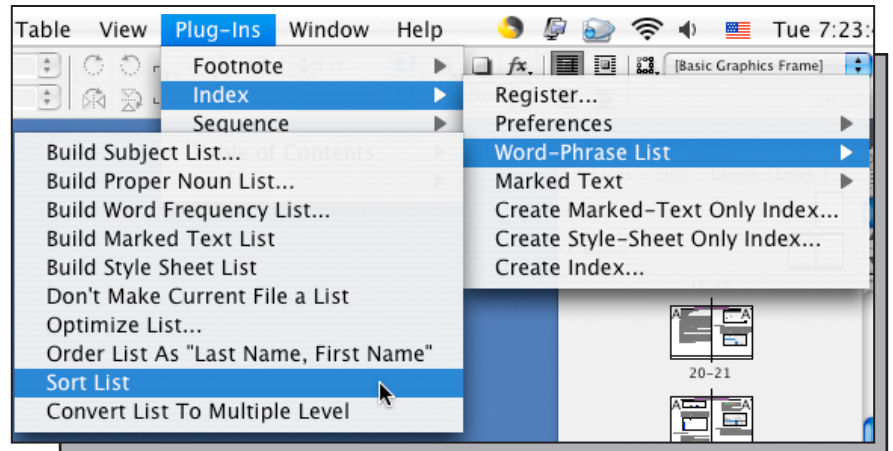 Table View Plug-Ins Window Help Tue 7:23:
[Basic Graphics Frame]
Footnote
Index
Sequence
Table of Contents
Register...
Preferences
Word-Phrase List
Marked Text
Create Marked-Text Only Index...
Create Style-Sheet Only Index...
Create Index...
Build Subject List...
Build Proper Noun List...
Build Word Frequency List...
Build Marked Text List
Build Style Sheet List
Don't Make Current File a List
Optimize List...
Order List As "Last Name, First Name"
Sort List
Convert List To Multiple Level
A A
20-21
A A